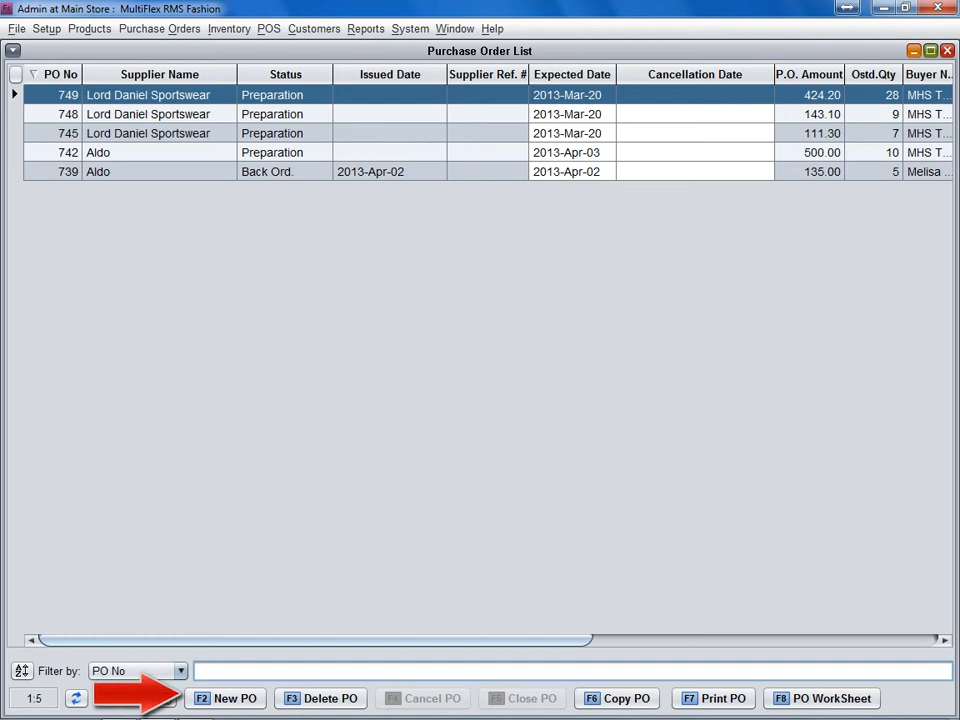 Admin at Main Store : MultiFlex RMS Fashion
File Setup Products Purchase Orders Inventory POS Customers Reports System Window Help
Purchase Order List
PO No Supplier Name Status Issued Date Supplier Ref. # Expected Date Cancellation Date P.O. Amount Ostd.Qty Buyer N...
749 Lord Daniel Sportswear Preparation 2013-Mar-20 424.20 28 MHS T...
748 Lord Daniel Sportswear Preparation 2013-Mar-20 143.10 9 MHS T...
745 Lord Daniel Sportswear Preparation 2013-Mar-20 111.30 7 MHS T...
742 Aldo Preparation 2013-Apr-03 500.00 10 MHS T...
739 Aldo Back Ord. 2013-Apr-02 2013-Apr-02 135.00 5 Melisa ...
Filter by: PO No
1:5 F2 New PO F3 Delete PO F4 Cancel PO F5 Close PO F6 Copy PO F7 Print PO F8 PO WorkSheet